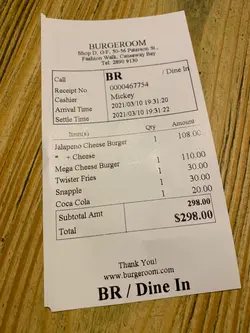 BURGEROOM
Shop D, G/F, 50-56 Paterson St.,
Fashion Walk, Causeway Bay
Tel: 2890 9130
Call BR / Dine In
Receipt No. 0000467754
Cashier Mickey
Arrival Time 2021/03/10 19:31:20
Settle Time 2021/03/10 19:31:22
Item(s) Qty Amount
Jalapeno Cheese Burger 1 108.00
* + Cheese
Mega Cheese Burger 1 110.00
Twister Fries 1 30.00
Snapple 1 30.00
Coca Cola 1 20.00
Subtotal Amt 298.00
Total $298.00
Thank You!
www.burgeroom.com
BR / Dine In